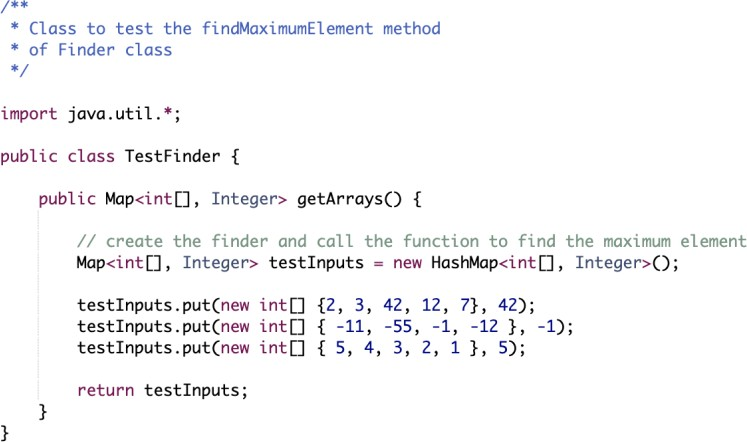 /**
 * Class to test the findMaximumElement method
 * of Finder class
 */
import java.util.*;
public class TestFinder {
    public Map<int[], Integer> getArrays() {
        // create the finder and call the function to find the maximum element
        Map<int[], Integer> testInputs = new HashMap<int[], Integer>();
        testInputs.put(new int[] {2, 3, 42, 12, 7}, 42);
        testInputs.put(new int[] { -11, -55, -1, -12 }, -1);
        testInputs.put(new int[] { 5, 4, 3, 2, 1 }, 5);
        return testInputs;
    }
}